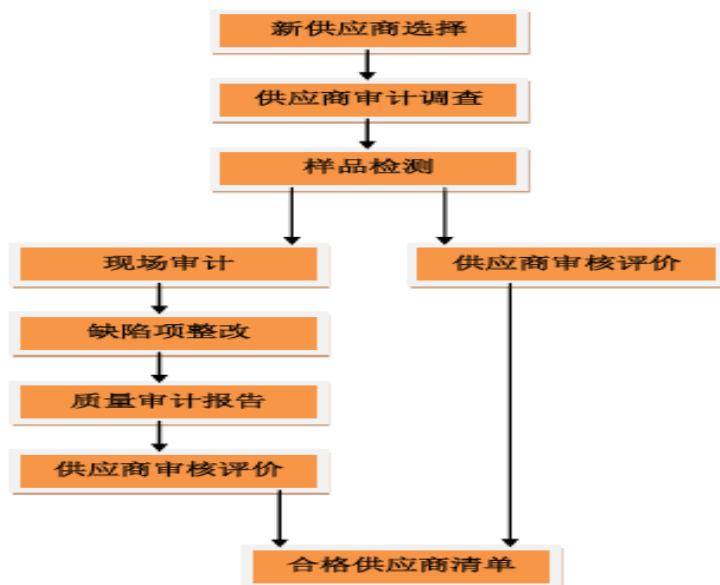 新供应商选择
供应商审计调查
样品检测
现场审计
供应商审核评价
缺陷项整改
质量审计报告
供应商审核评价
合格供应商清单